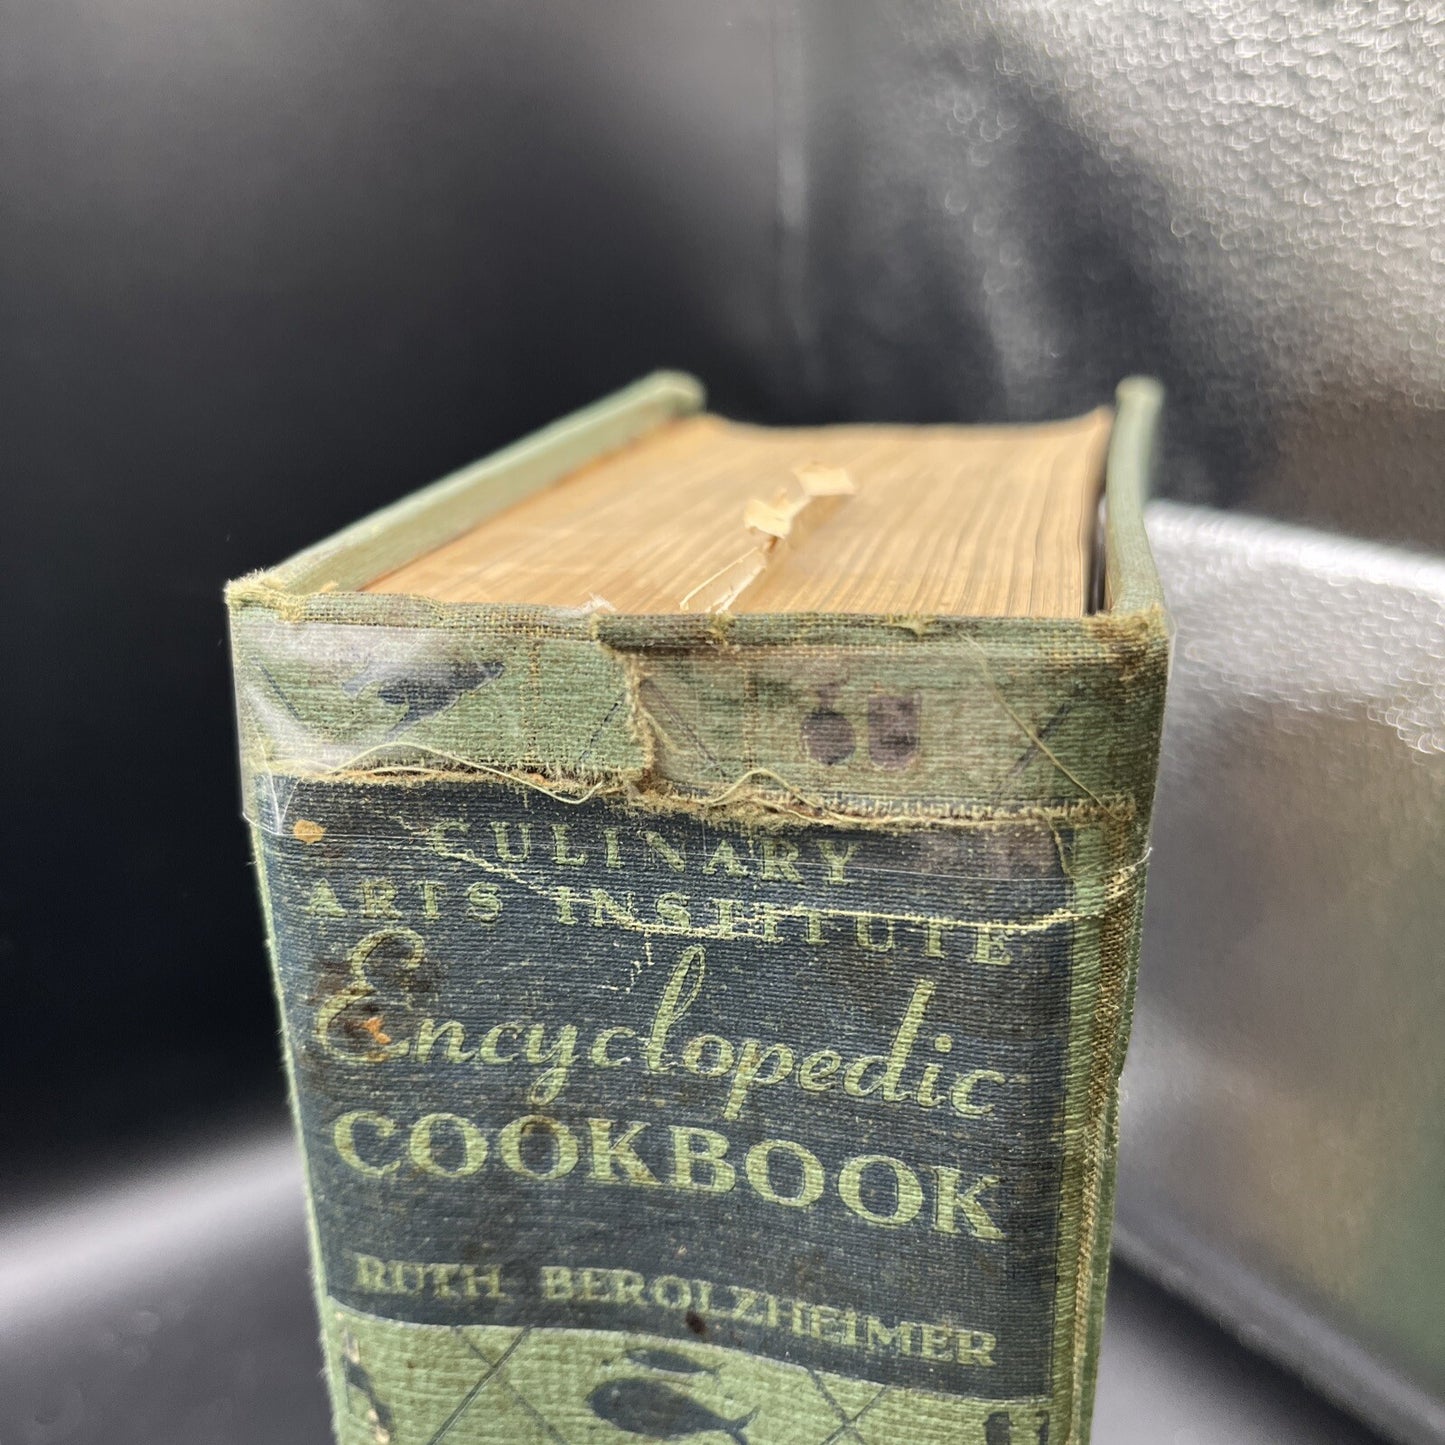 CULINARY
ARTS INSTITUTE
Encyclopedic
COOKBOOK
RUTH BEROLZHEIMER